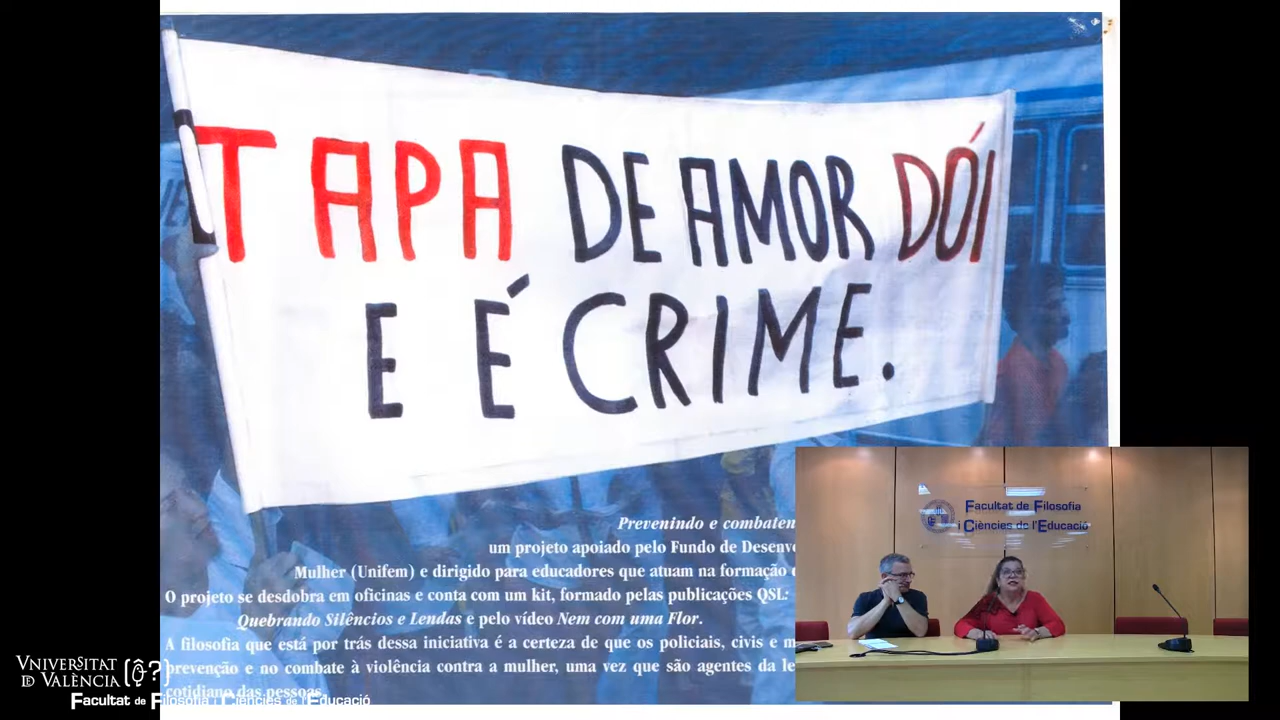 TAPA DE AMOR DÓI
E É CRIME.
Prevenindo e
um projeto apoiado pelo Fundo de
Mulher (Unifem) e dirigido para educadores que atuam na formação
O projeto se desdobra em oficinas e conta com um kit, formado pelas publicações QSL:
Quebrando Silêncios e Lendas e pelo vídeo Nem com uma Flor.
A filosofia que está por trás dessa iniciativa é a certeza de que os policiais, civis e
prevenção e no combate à violência contra a mulher, uma vez que são agentes da
cotidiano das pessoas.
Facultat de Filosofia
i Ciències de l'Educació
VNIVERSITAT
ID VALÈNCIA (ô?)
Facultat de Filosofia i Ciències de l'Educació